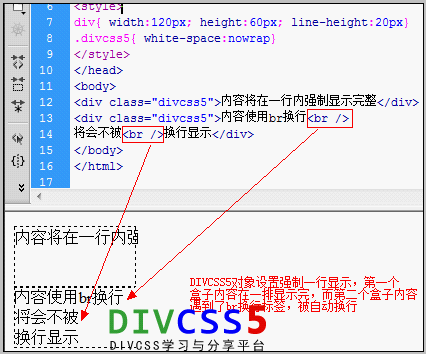 6 <style>
7 div{ width:120px; height:60px; line-height:20px}
8 .divcss5{ white-space:nowrap}
9 </style>
10 </head>
11 <body>
12 <div class="divcss5">内容将在一行内强制显示完整</div>
13 <div class="divcss5">内容使用br换行<br />
14 将会不被<br />换行显示</div>
15 </body>
16 </html>
17
内容将在一行内强
内容使用br换行
将会不被
换行显示
DIVCSS5对象设置强制一行显示，第一个
盒子内容在一排显示完，而第二个盒子内容
遇到了br换行标签，被自动换行
DIVCSS5
DIVCSS学习与分享平台